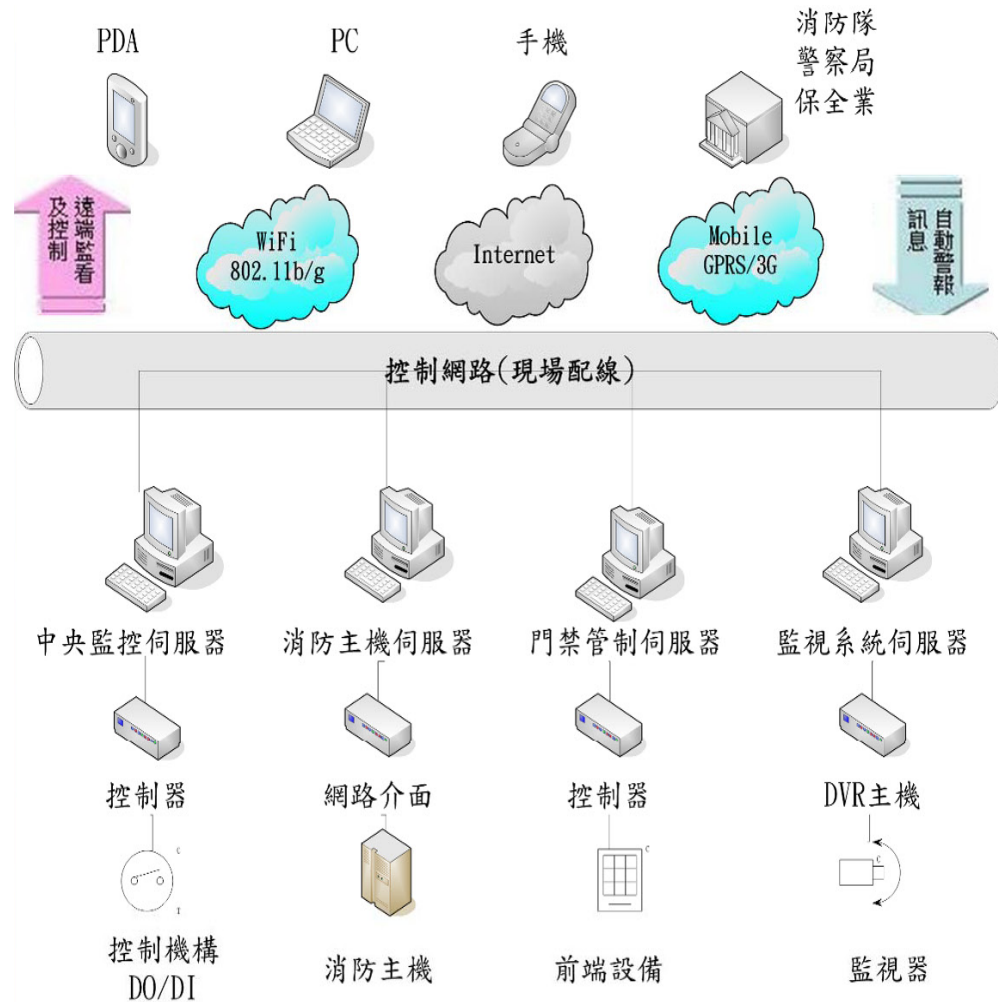 PDA
PC
手機
消防隊
警察局
保全業
遠端監看
及控制
WiFi
802.11b/g
Internet
Mobile
GPRS/3G
自動警報
訊息
控制網路(現場配線)
中央監控伺服器
消防主機伺服器
門禁管制伺服器
監視系統伺服器
控制器
網路介面
控制器
DVR主機
C
T
C
C
控制機構
DO/DI
消防主機
前端設備
監視器